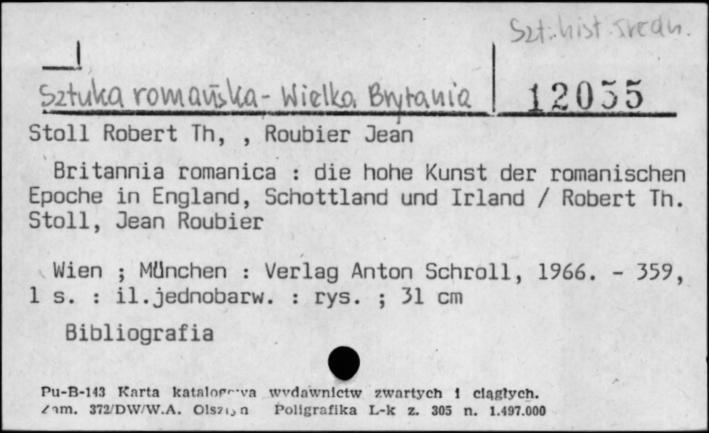 Szt. hist. średn.
Sztuka romańska - Wielka Brytania
12055
Stoll Robert Th, , Roubier Jean
Britannia romanica : die hohe Kunst der romanischen
Epoche in England, Schottland und Irland / Robert Th.
Stoll, Jean Roubier
Wien ; München : Verlag Anton Schroll, 1966. - 359,
1 s. : il.jednobarw. : rys. ; 31 cm
Bibliografia
Pu-B-143 Karta katalogowa wydawnictw zwartych i ciągłych.
Zam. 372/DW/W.A. Olsztyn Poligrafika L-k z. 305 n. 1.497.000